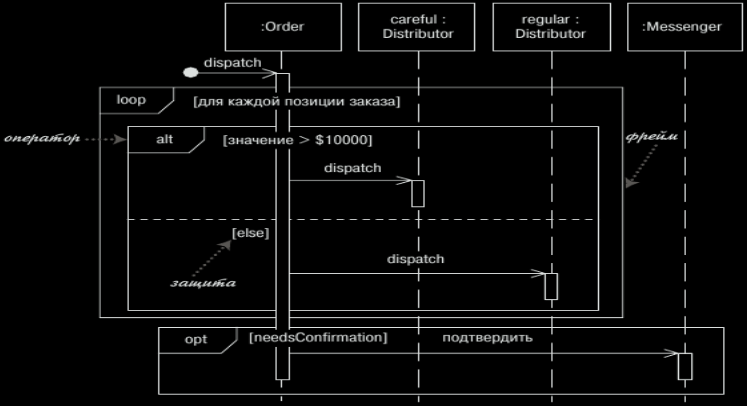 :Order
careful :
Distributor
regular :
Distributor
:Messenger
dispatch
loop
[для каждой позиции заказа]
оператор
alt
[значение > $10000]
фрейм
dispatch
[else]
dispatch
защита
opt
[needsConfirmation]
подтвердить